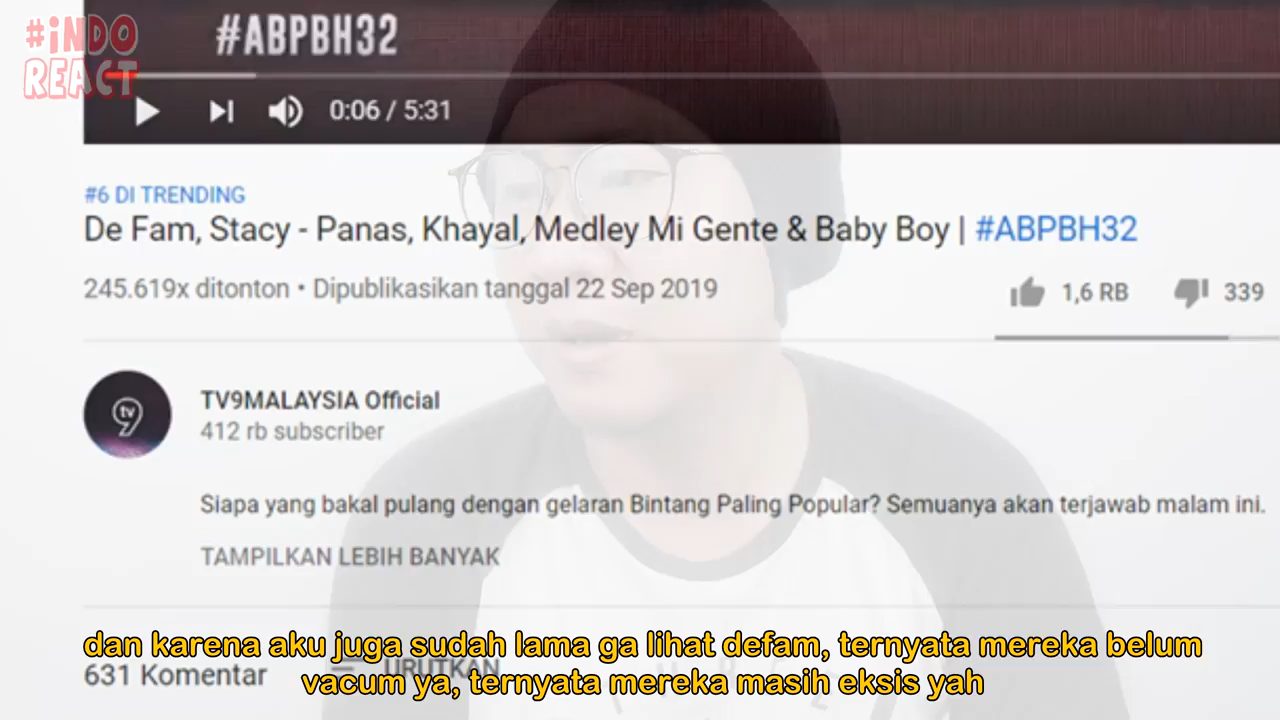 #iNDO
REACT
#ABPBH32
0:06 / 5:31
#6 DI TRENDING
De Fam, Stacy - Panas, Khayal, Medley Mi Gente & Baby Boy | #ABPBH32
245.619x ditonton • Dipublikasikan tanggal 22 Sep 2019
1,6 RB 339
tv9
TV9MALAYSIA Official
412 rb subscriber
Siapa yang bakal pulang dengan gelaran Bintang Paling Popular? Semuanya akan terjawab malam ini.
TAMPILKAN LEBIH BANYAK
dan karena aku juga sudah lama ga lihat defam, ternyata mereka belum
vacum ya, ternyata mereka masih eksis yah
631 Komentar URUTKAN